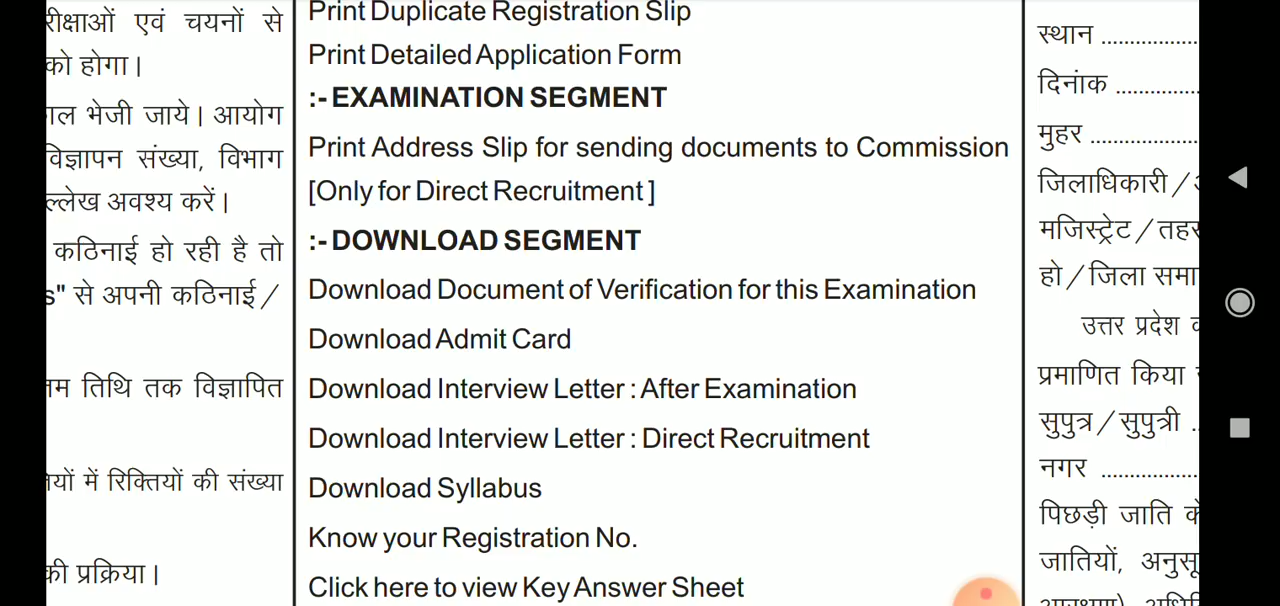 एवं चयनों से
को होगा।
भेजी जाये। आयोग
विज्ञापन संख्या, विभाग
अवश्य करें।
कठिनाई हो रही है तो
से अपनी कठिनाई/
तिथि तक विज्ञापित
में रिक्तियों की संख्या
की प्रक्रिया।
Print Duplicate Registration Slip
Print Detailed Application Form
:- EXAMINATION SEGMENT
Print Address Slip for sending documents to Commission
[Only for Direct Recruitment ]
:- DOWNLOAD SEGMENT
Download Document of Verification for this Examination
Download Admit Card
Download Interview Letter : After Examination
Download Interview Letter : Direct Recruitment
Download Syllabus
Know your Registration No.
Click here to view Key Answer Sheet
स्थान ..................
दिनांक ...............
मुहर ...................
जिलाधिकारी/
मजिस्ट्रेट/तहस
हो/जिला समा
उत्तर प्रदेश
प्रमाणित किया
सुपुत्र/सुपुत्री ..
नगर ..................
पिछड़ी जाति के
जातियों, अनुसू